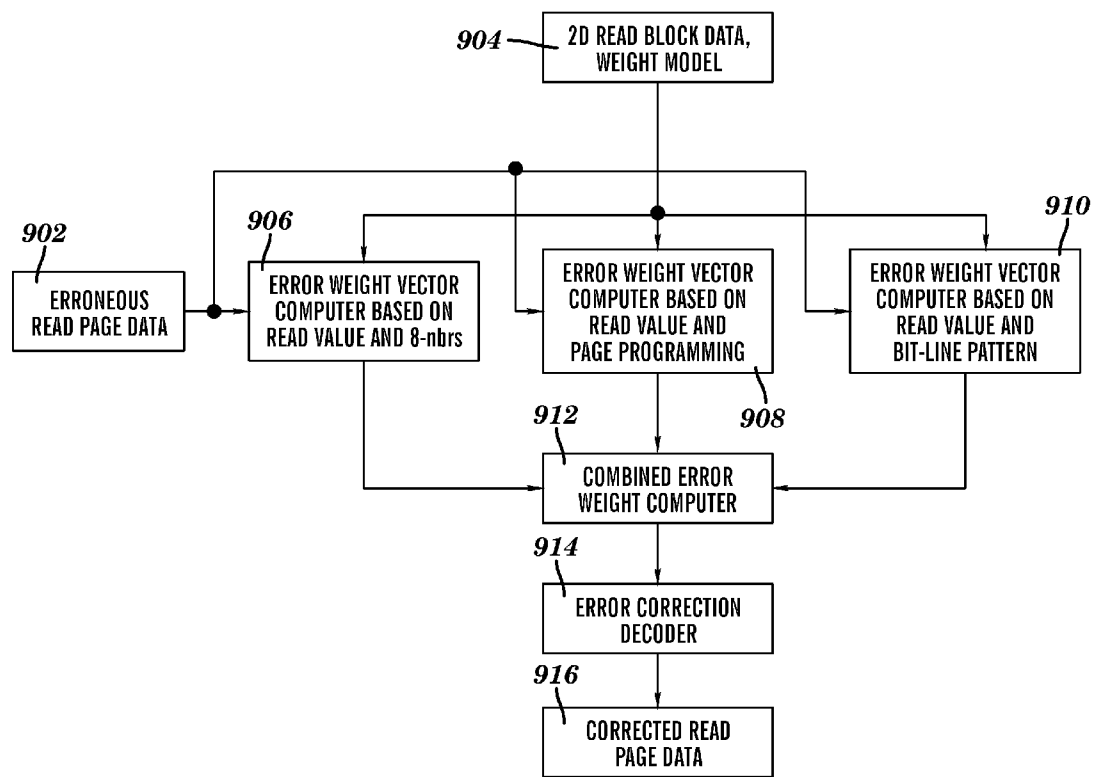 904
2D READ BLOCK DATA,
WEIGHT MODEL
902
ERRONEOUS
READ PAGE DATA
906
ERROR WEIGHT VECTOR
COMPUTER BASED ON
READ VALUE AND 8-nbrs
ERROR WEIGHT VECTOR
COMPUTER BASED ON
READ VALUE AND
PAGE PROGRAMMING
908
910
ERROR WEIGHT VECTOR
COMPUTER BASED ON
READ VALUE AND
BIT-LINE PATTERN
912
COMBINED ERROR
WEIGHT COMPUTER
914
ERROR CORRECTION
DECODER
916
CORRECTED READ
PAGE DATA